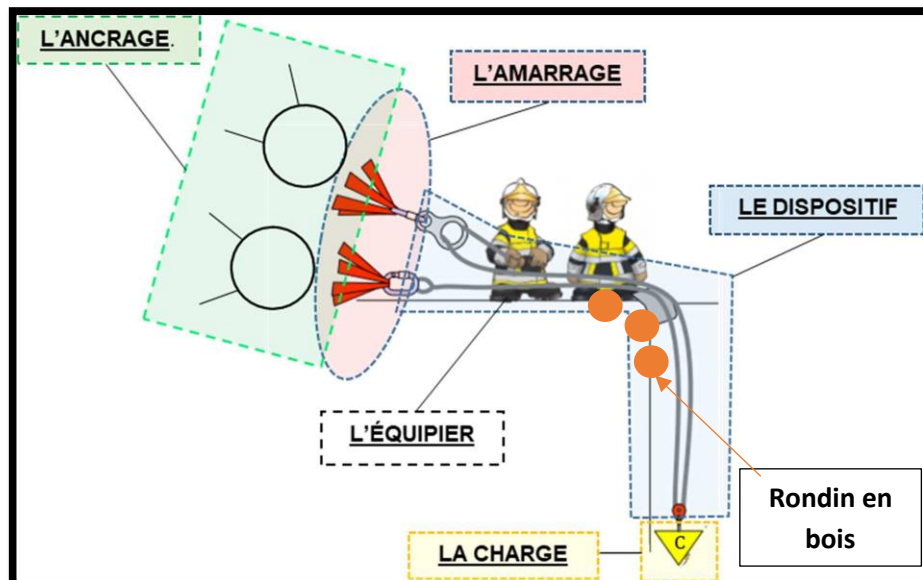 L'ANCRAGE.
L'AMARRAGE
LE DISPOSITIF
L'ÉQUIPIER
Rondin en
bois
LA CHARGE
C